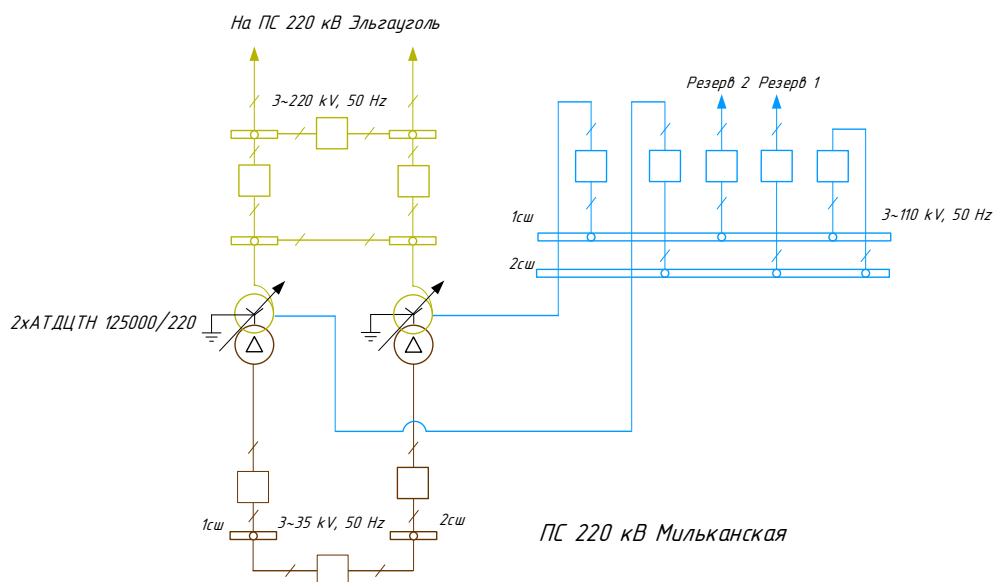 На ПС 220 кВ Эльгауголь
3~220 kV, 50 Hz
Резерв 2 Резерв 1
1сш
3~110 kV, 50 Hz
2сш
2хАТДЦТН 125000/220
1сш
3~35 kV, 50 Hz
2сш
ПС 220 кВ Мильканская